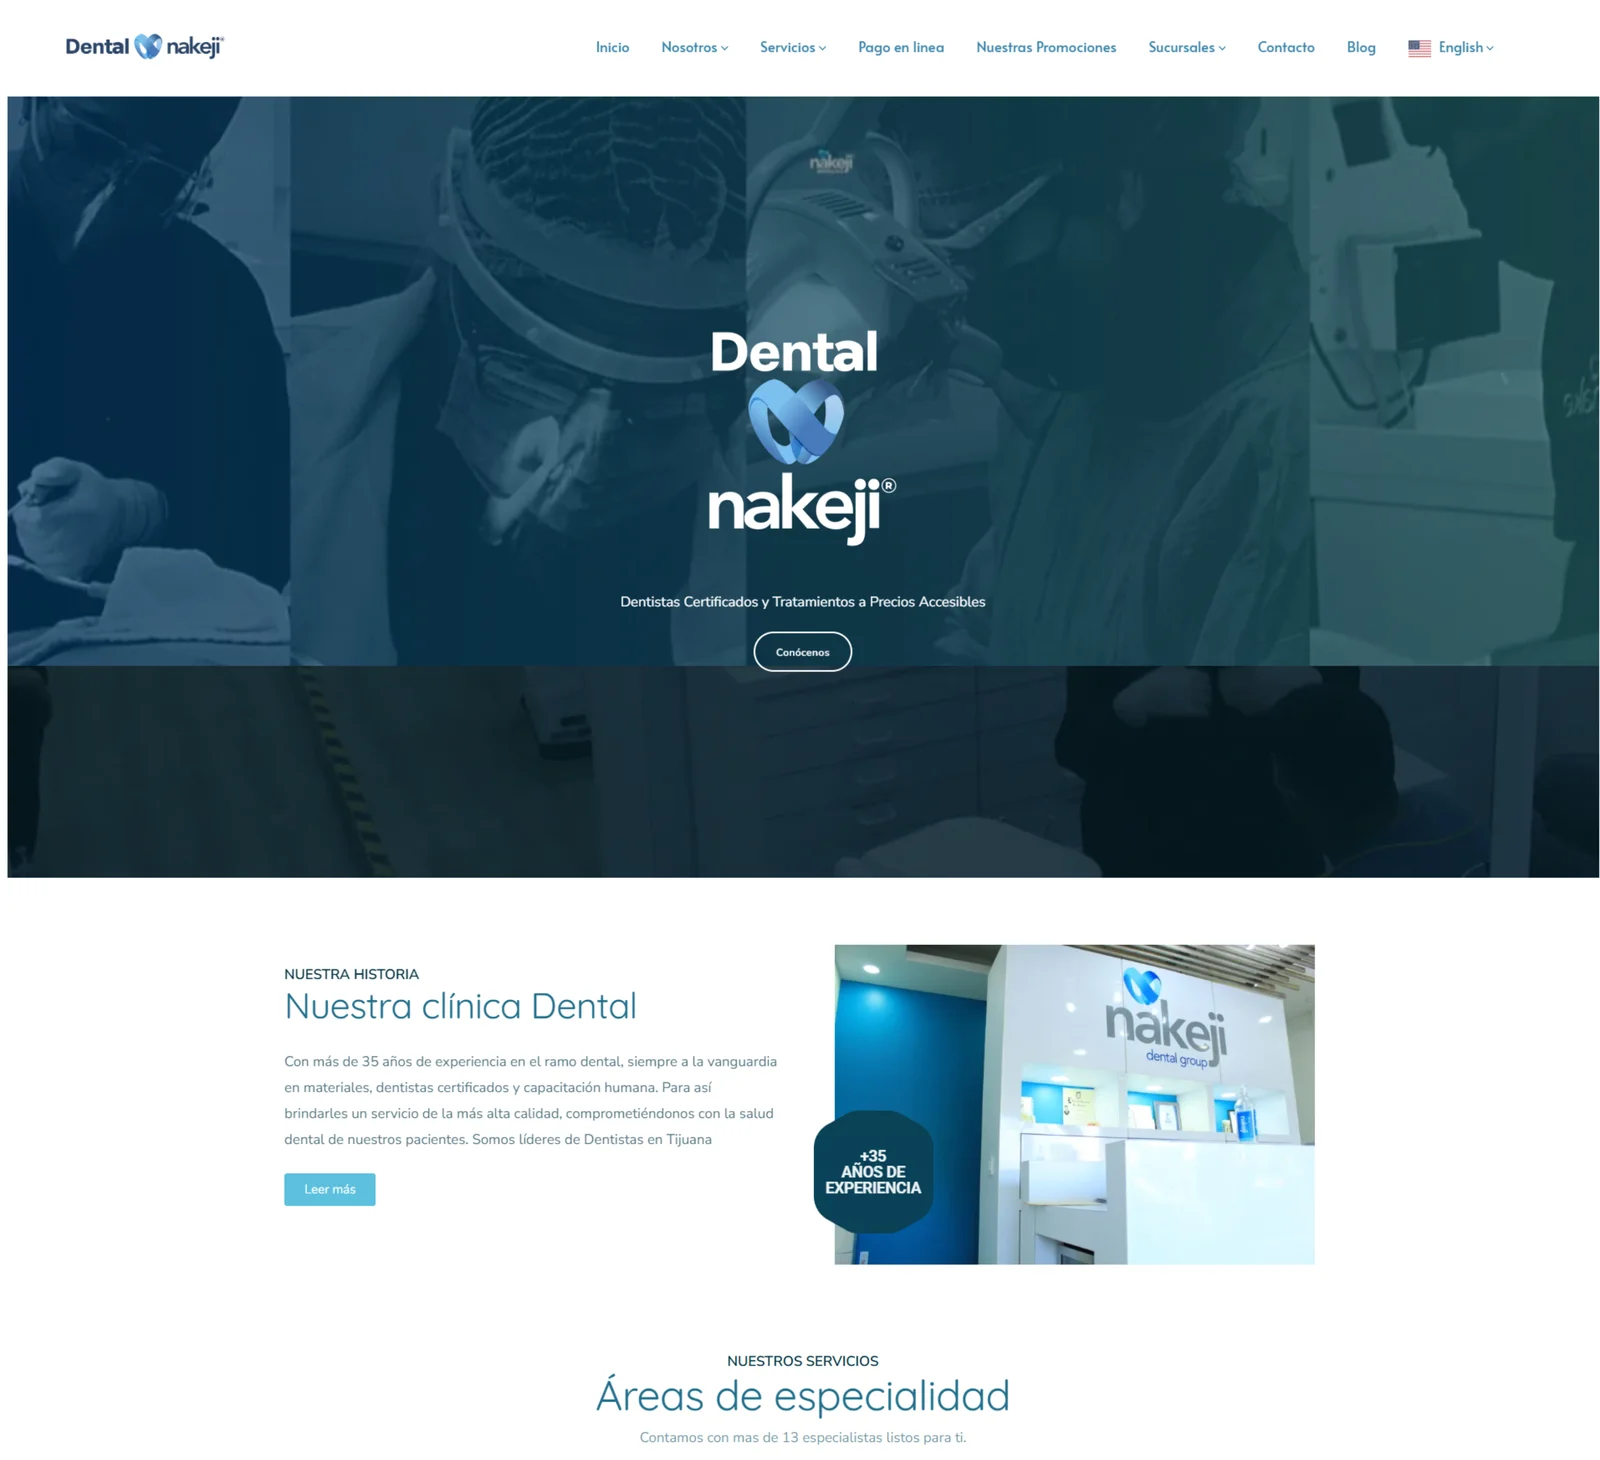 Dental nakeji®
Inicio Nosotros Servicios Pago en linea Nuestras Promociones Sucursales Contacto Blog English
nakeji
Dental
nakeji®
Dentistas Certificados y Tratamientos a Precios Accesibles
Conócenos
NUESTRA HISTORIA
Nuestra clínica Dental
Con más de 35 años de experiencia en el ramo dental, siempre a la vanguardia
en materiales, dentistas certificados y capacitación humana. Para así
brindarles un servicio de la más alta calidad, comprometiéndonos con la salud
dental de nuestros pacientes. Somos líderes de Dentistas en Tijuana
Leer más
nakeji
dental group
+35
AÑOS DE
EXPERIENCIA
NUESTROS SERVICIOS
Áreas de especialidad
Contamos con mas de 13 especialistas listos para ti.